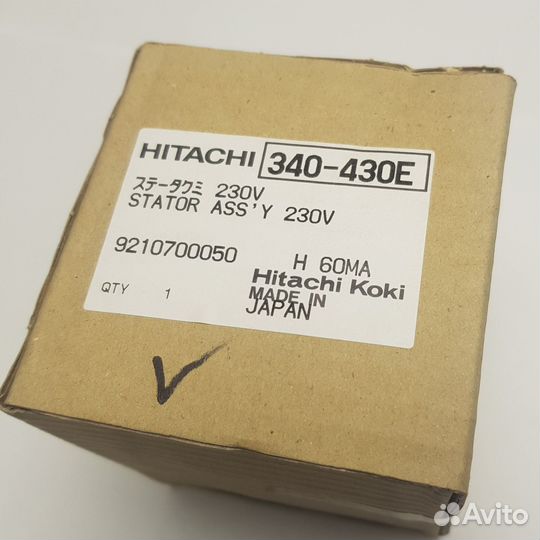 HITACHI 340-430E
ステータクミ 230V
STATOR ASS'Y 230V
9210700050 H 60MA
Hitachi Koki
QTY 1 MADE IN
JAPAN
Avito